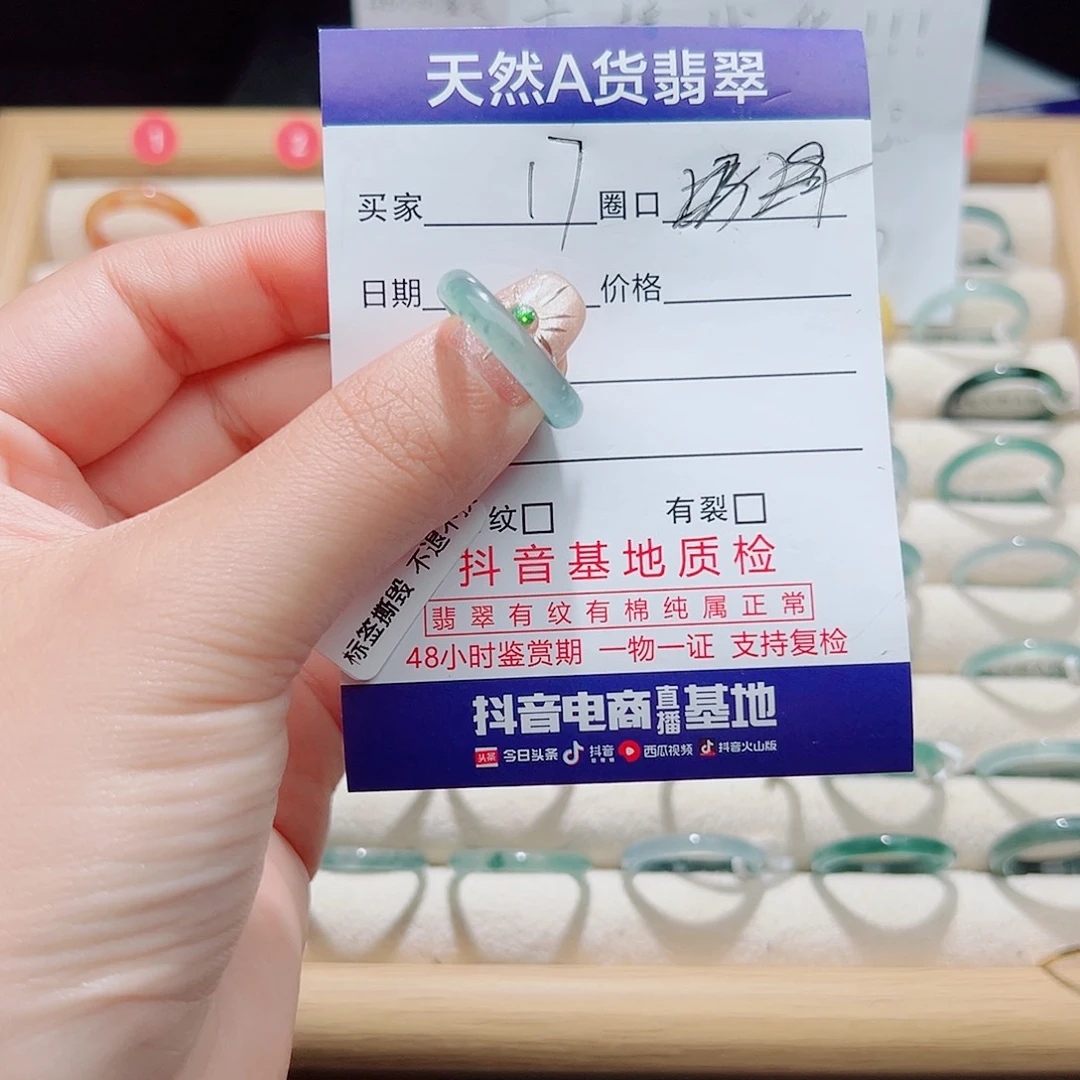 天然A货翡翠
买家 17 圈口
日期 价格
纹□ 有裂□
标签撕毁 不退不
抖音基地质检
翡翠有纹有棉纯属正常
48小时鉴赏期 一物一证 支持复检
抖音电商直播基地
头条 今日头条 抖音 西瓜视频 抖音火山版